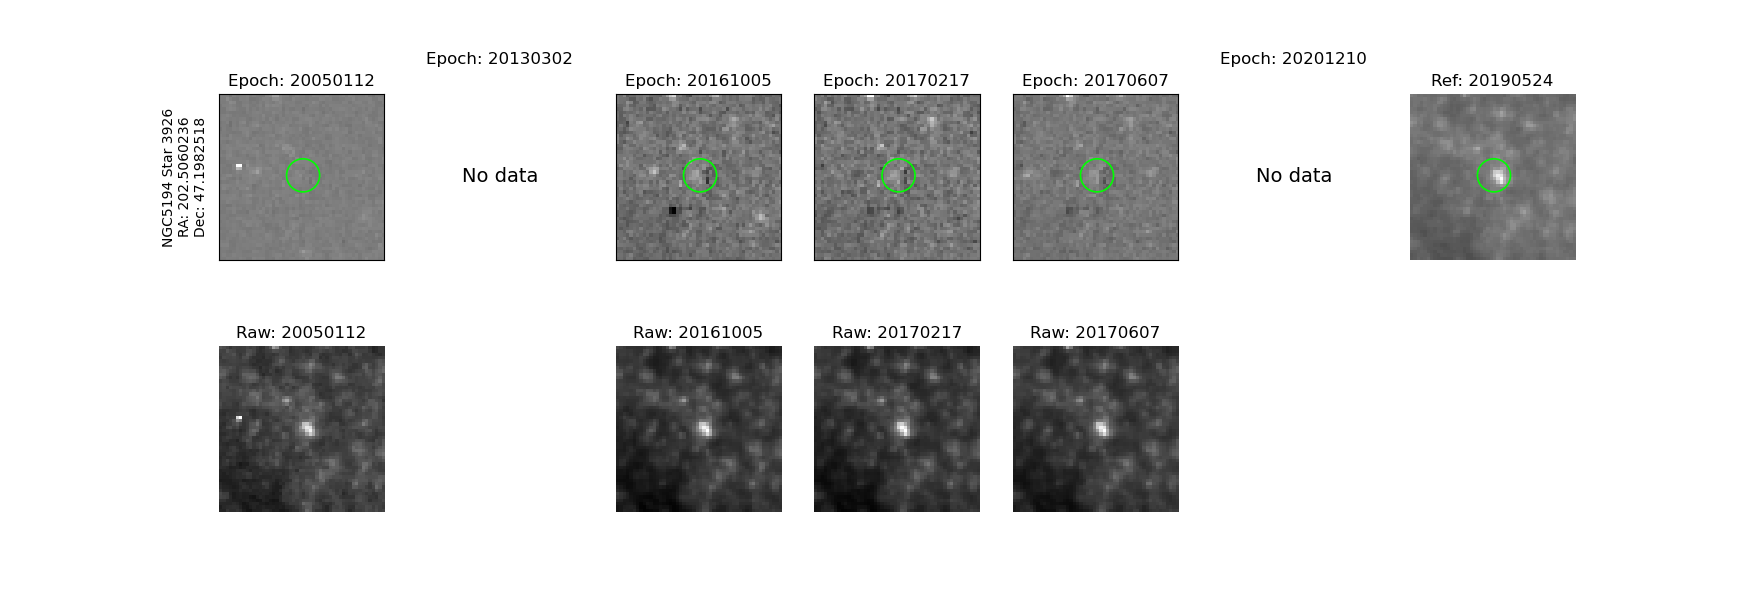 Epoch: 20130302
Epoch: 20201210
Epoch: 20050112
Epoch: 20161005
Epoch: 20170217
Epoch: 20170607
Ref: 20190524
NGC5194 Star 3926
RA: 202.5060236
Dec: 47.1982518
No data
No data
Raw: 20050112
Raw: 20161005
Raw: 20170217
Raw: 20170607